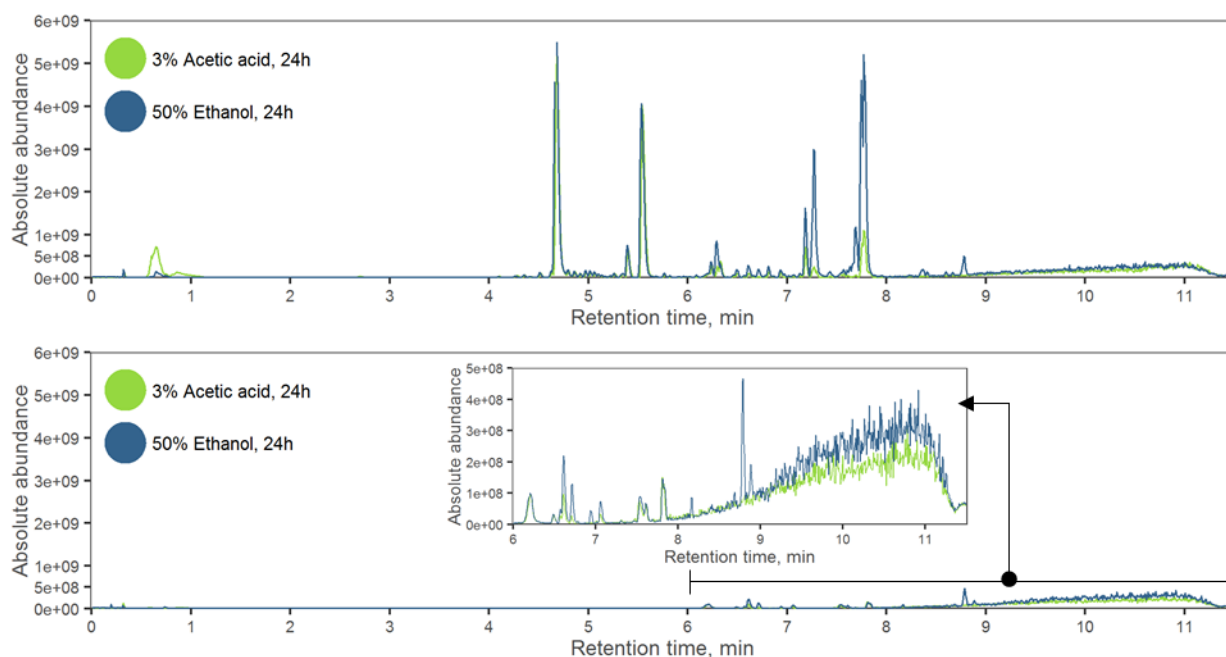 6e+09
5e+09
4e+09
3e+09
2e+09
1e+09
5e+08
0e+00
Absolute abundance
3% Acetic acid, 24h
50% Ethanol, 24h
0 1 2 3 4 5 6 7 8 9 10 11
Retention time, min
6e+09
5e+09
4e+09
3e+09
2e+09
1e+09
5e+08
0e+00
Absolute abundance
3% Acetic acid, 24h
50% Ethanol, 24h
5e+08
4e+08
3e+08
2e+08
1e+08
0e+00
Absolute abundance
6 7 8 9 10 11
Retention time, min
0 1 2 3 4 5 6 7 8 9 10 11
Retention time, min